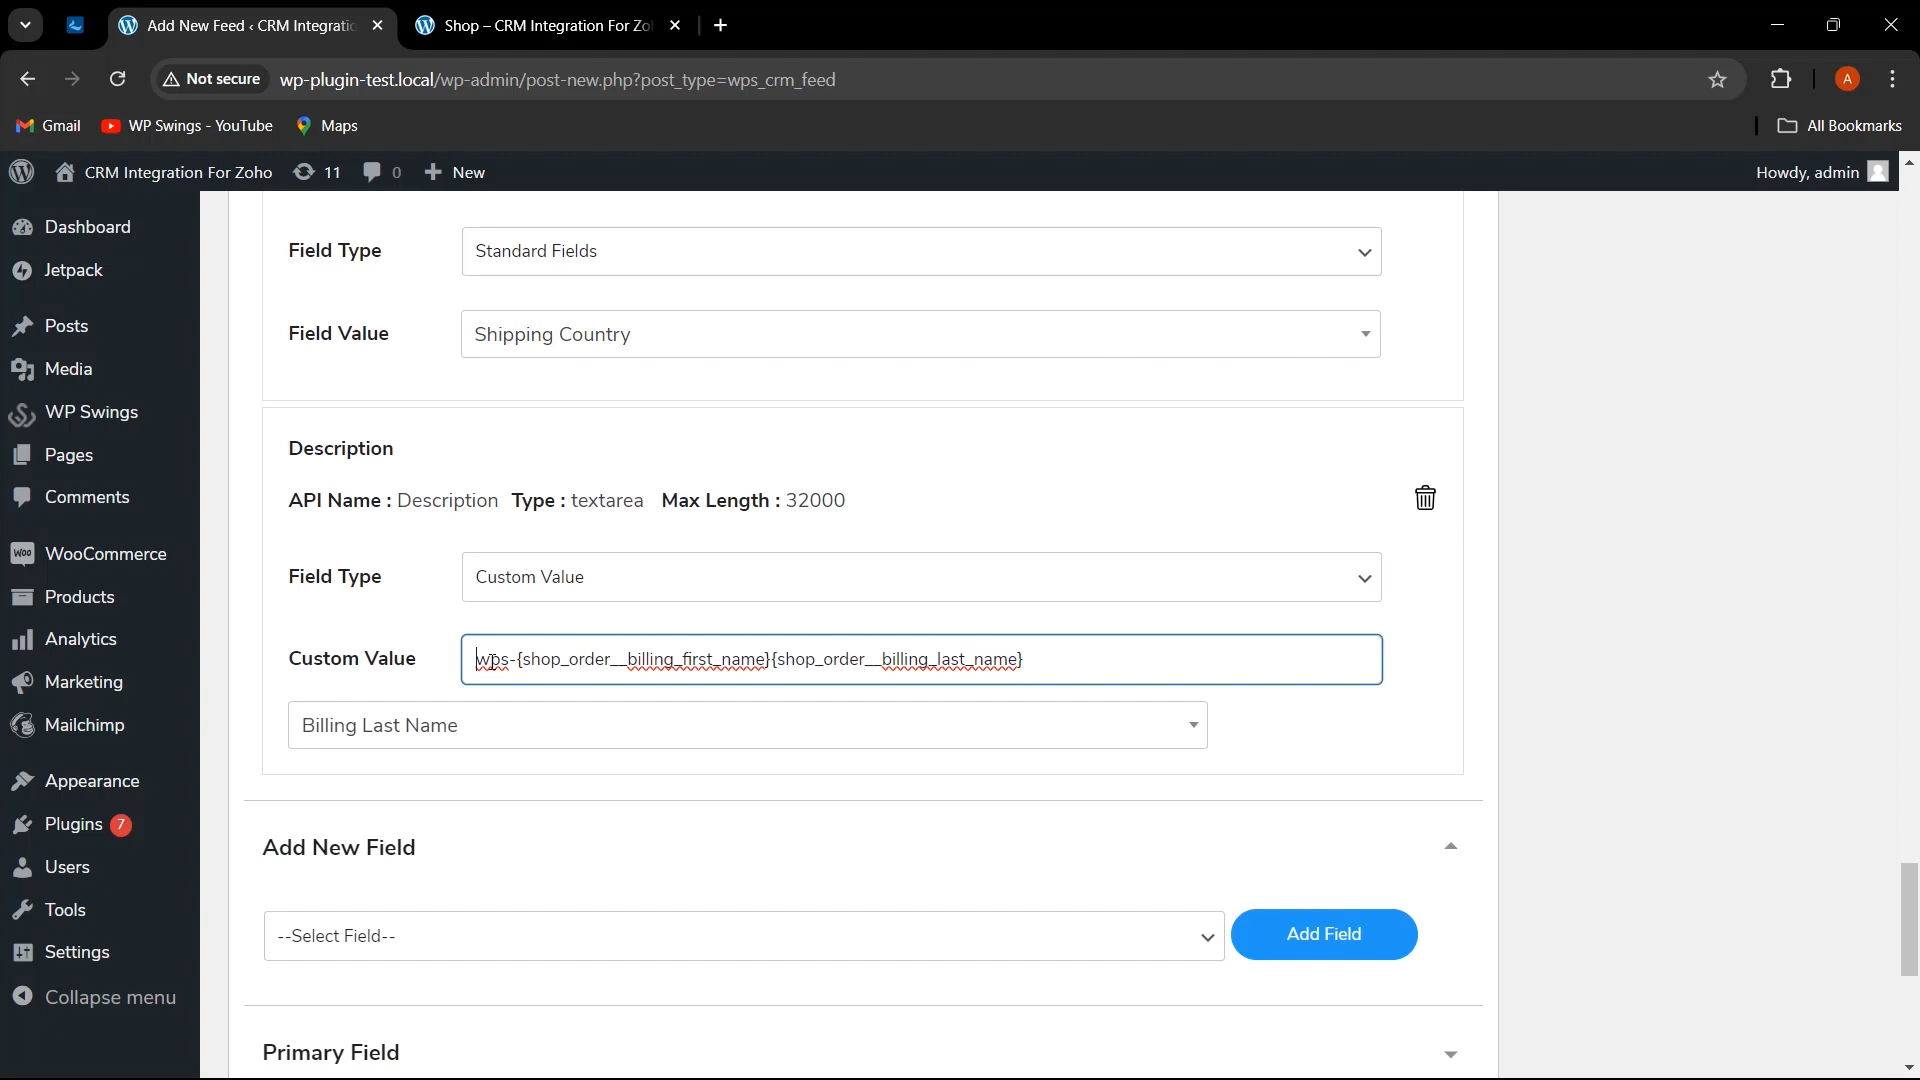 Add New Feed ‹ CRM Integratio
Shop – CRM Integration For Zo
Not secure
wp-plugin-test.local/wp-admin/post-new.php?post_type=wps_crm_feed
A
Gmail
WP Swings - YouTube
Maps
All Bookmarks
CRM Integration For Zoho
11
0
New
Howdy, admin
Dashboard
Jetpack
Posts
Media
WP Swings
Pages
Comments
WooCommerce
Products
Analytics
Marketing
Mailchimp
Appearance
Plugins 7
Users
Tools
Settings
Collapse menu
Field Type
Standard Fields
Field Value
Shipping Country
Description
API Name : Description Type : textarea Max Length : 32000
Field Type
Custom Value
Custom Value
wps-{shop_order__billing_first_name}{shop_order__billing_last_name}
Billing Last Name
Add New Field
--Select Field--
Add Field
Primary Field